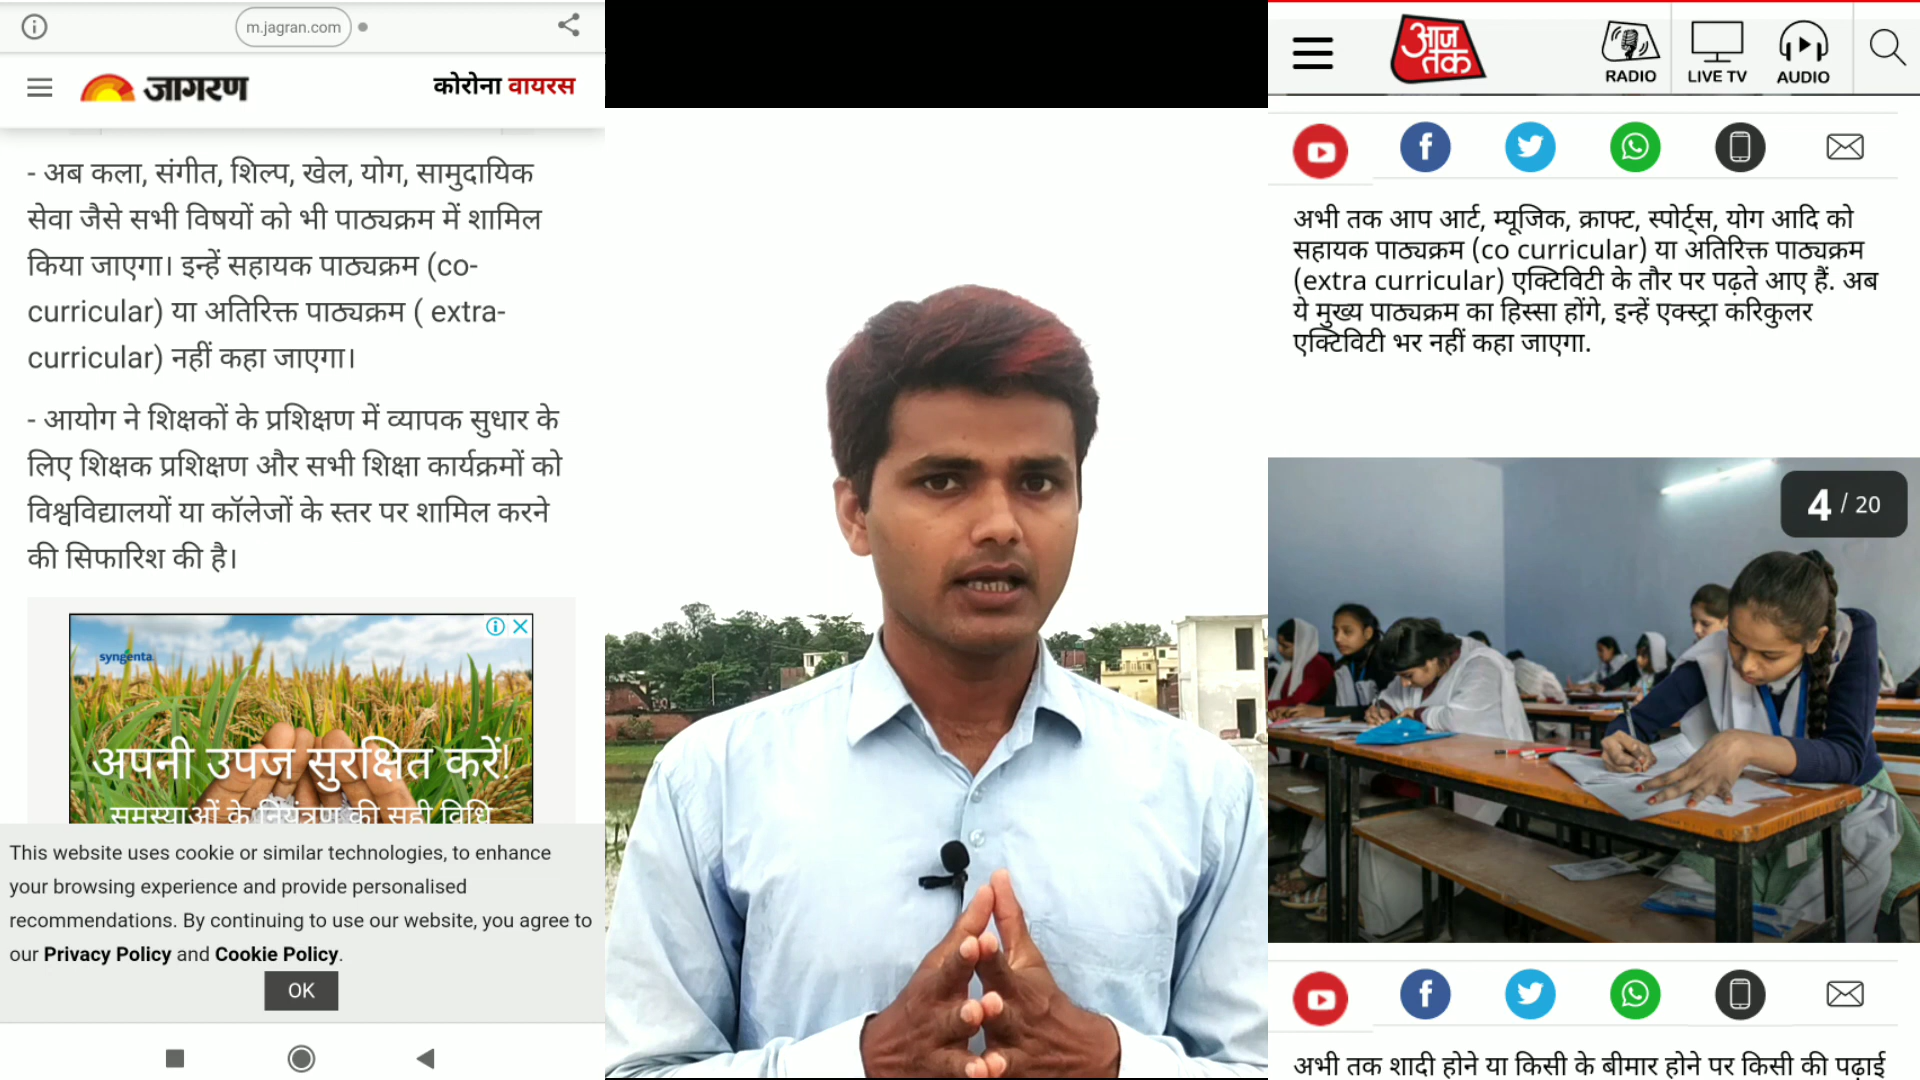 m.jagran.com
जागरण
कोरोना वायरस
- अब कला, संगीत, शिल्प, खेल, योग, सामुदायिक
सेवा जैसे सभी विषयों को भी पाठ्यक्रम में शामिल
किया जाएगा। इन्हें सहायक पाठ्यक्रम (co-
curricular) या अतिरिक्त पाठ्यक्रम ( extra-
curricular) नहीं कहा जाएगा।
- आयोग ने शिक्षकों के प्रशिक्षण में व्यापक सुधार के
लिए शिक्षक प्रशिक्षण और सभी शिक्षा कार्यक्रमों को
विश्वविद्यालयों या कॉलेजों के स्तर पर शामिल करने
की सिफारिश की है।
syngenta
अपनी उपज सुरक्षित करें!
समस्याओं के नियंत्रण की सही विधि
This website uses cookie or similar technologies, to enhance
your browsing experience and provide personalised
recommendations. By continuing to use our website, you agree to
our Privacy Policy and Cookie Policy.
OK
आज
तक
RADIO
LIVE TV
AUDIO
अभी तक आप आर्ट, म्यूजिक, क्राफ्ट, स्पोर्ट्स, योग आदि को
सहायक पाठ्यक्रम (co curricular) या अतिरिक्त पाठ्यक्रम
(extra curricular) एक्टिविटी के तौर पर पढ़ते आए हैं. अब
ये मुख्य पाठ्यक्रम का हिस्सा होंगे, इन्हें एक्स्ट्रा करिकुलर
एक्टिविटी भर नहीं कहा जाएगा.
4 / 20
अभी तक शादी होने या किसी के बीमार होने पर किसी की पढ़ाई